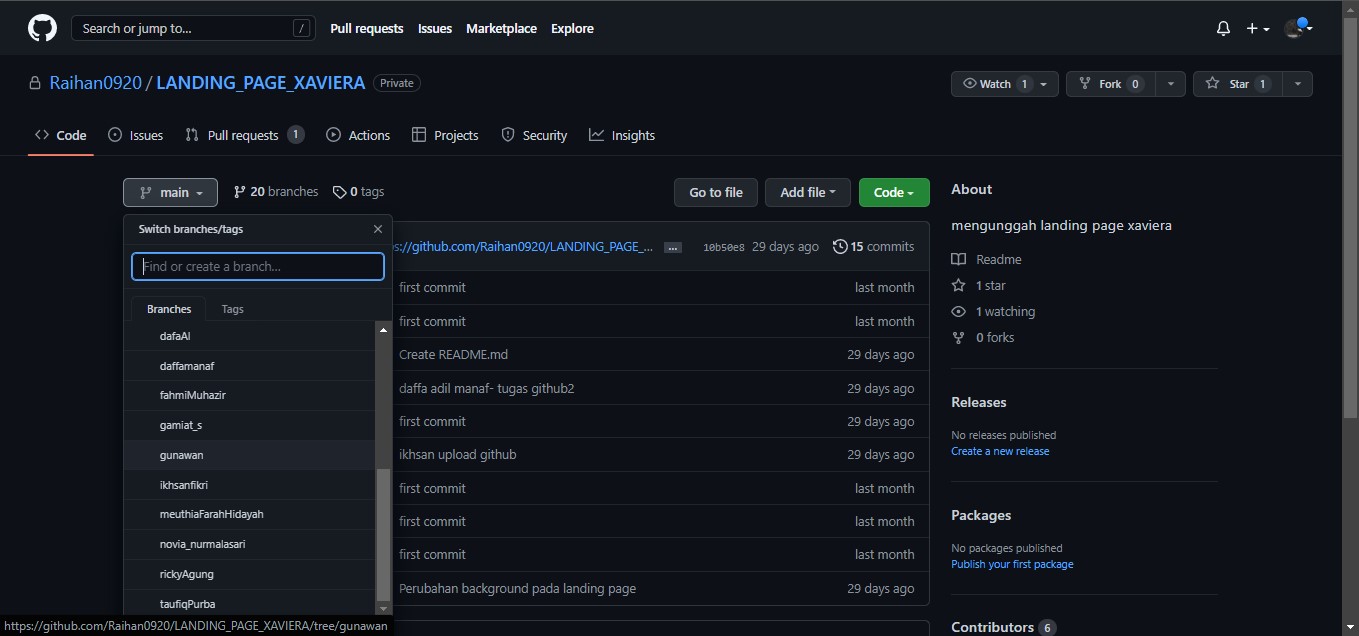 Search or jump to... /
Pull requests Issues Marketplace Explore
Raihan0920 / LANDING_PAGE_XAVIERA Private
Watch 1 Fork 0 Star 1
Code Issues Pull requests 1 Actions Projects Security Insights
main 20 branches 0 tags
Go to file Add file Code
Switch branches/tags
Find or create a branch...
Branches Tags
dafaAl
daffamanaf
fahmiMuhazir
gamiat_s
gunawan
ikhsanfikri
meuthiaFarahHidayah
novia_nurmalasari
rickyAgung
taufiqPurba
s://github.com/Raihan0920/LANDING_PAGE_... ... 10b50e8 29 days ago 15 commits
first commit last month
first commit last month
Create README.md 29 days ago
daffa adil manaf- tugas github2 29 days ago
first commit 29 days ago
ikhsan upload github 29 days ago
first commit last month
first commit last month
first commit last month
Perubahan background pada landing page 29 days ago
About
mengunggah landing page xaviera
Readme
1 star
1 watching
0 forks
Releases
No releases published
Create a new release
Packages
No packages published
Publish your first package
Contributors 6
https://github.com/Raihan0920/LANDING_PAGE_XAVIERA/tree/gunawan